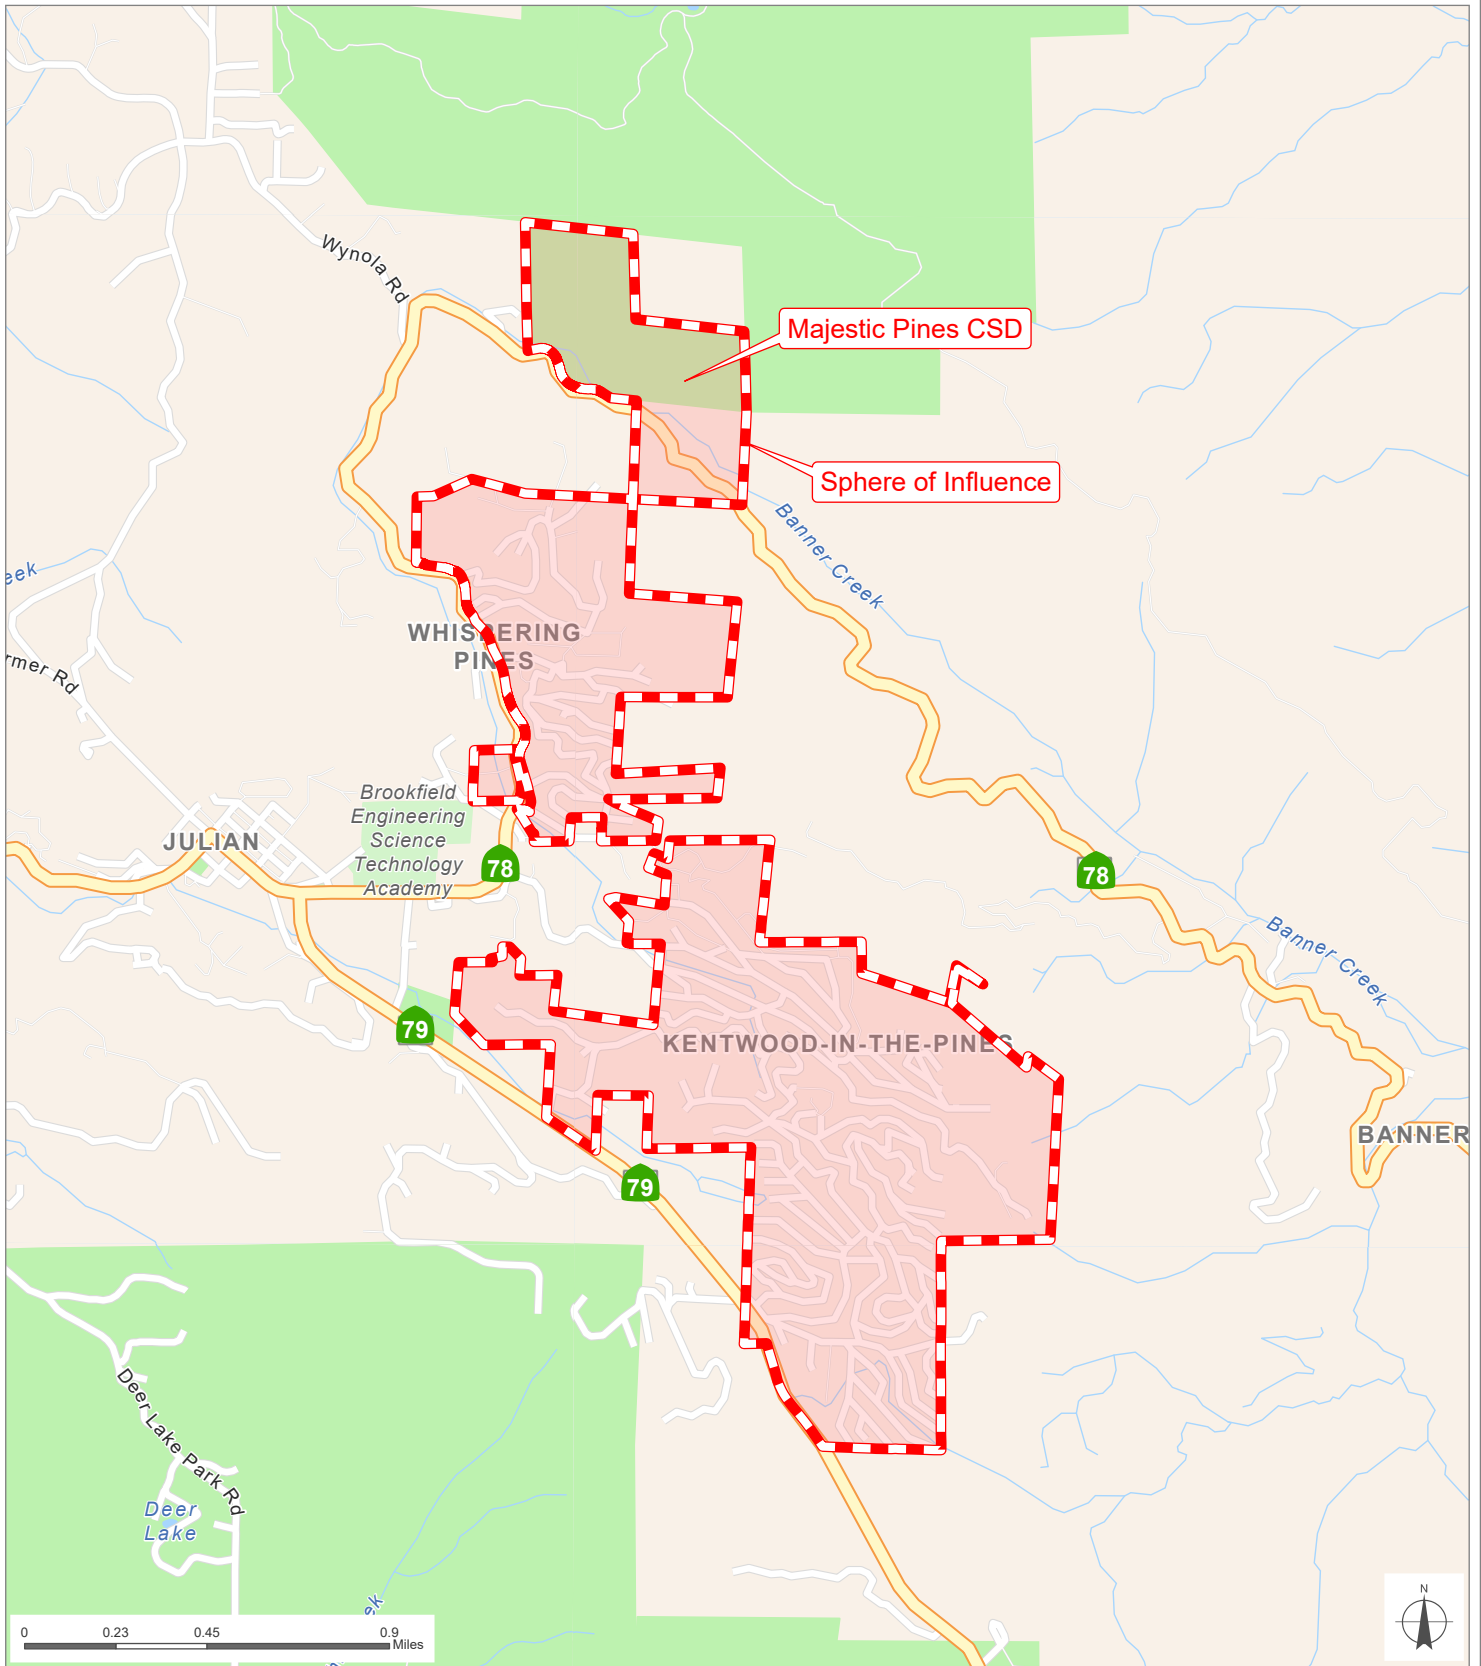 Wynola Rd
Majestic Pines CSD
Sphere of Influence
Banner Creek
eek
WHISPERING
PINES
rmer Rd
Brookfield
Engineering
Science
Technology
Academy
JULIAN
78
78
Banner Creek
79
KENTWOOD-IN-THE-PINES
BANNER
79
Deer Lake Park Rd
Deer
Lake
ek
N
0 0.23 0.45 0.9
Miles